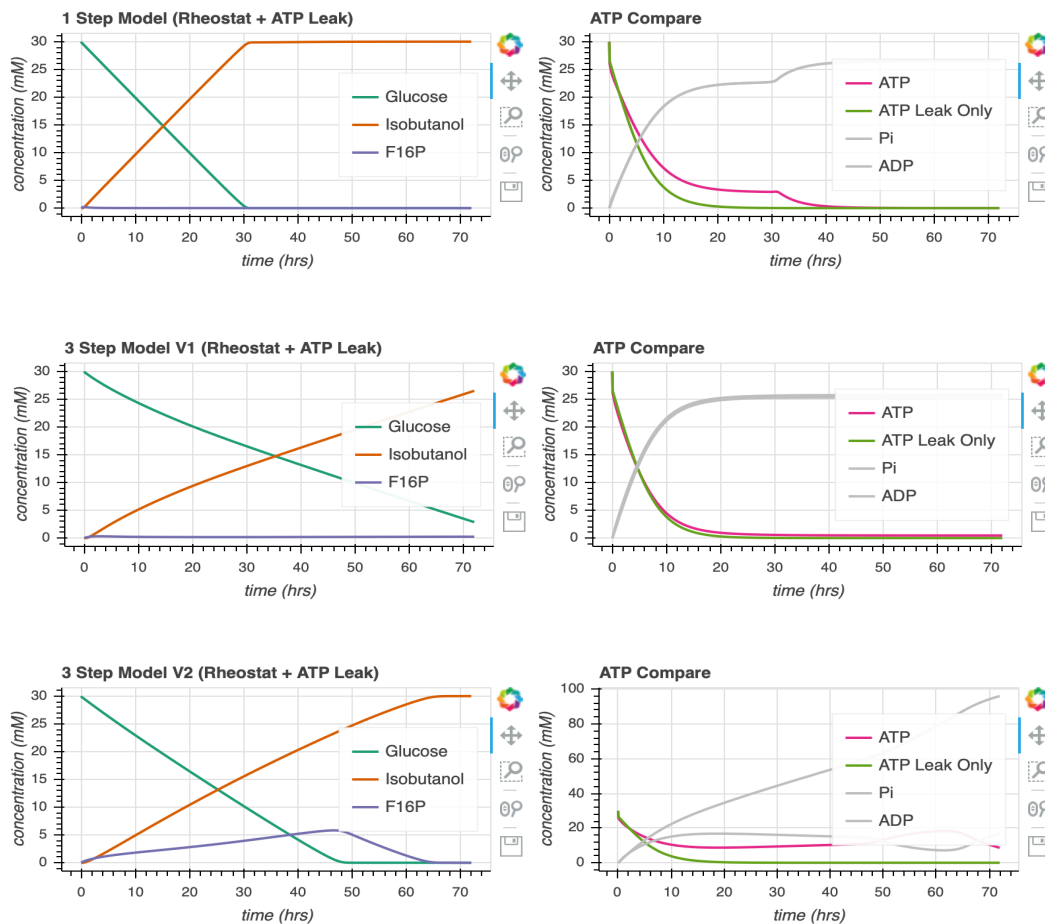 1 Step Model (Rheostat + ATP Leak)
concentration (mM)
30
25
20
15
10
5
0
0 10 20 30 40 50 60 70
time (hrs)
Glucose
Isobutanol
F16P
ATP Compare
concentration (mM)
30
25
20
15
10
5
0
0 10 20 30 40 50 60 70
time (hrs)
ATP
ATP Leak Only
Pi
ADP
3 Step Model V1 (Rheostat + ATP Leak)
concentration (mM)
30
25
20
15
10
5
0
0 10 20 30 40 50 60 70
time (hrs)
Glucose
Isobutanol
F16P
ATP Compare
concentration (mM)
30
25
20
15
10
5
0
0 10 20 30 40 50 60 70
time (hrs)
ATP
ATP Leak Only
Pi
ADP
3 Step Model V2 (Rheostat + ATP Leak)
concentration (mM)
30
25
20
15
10
5
0
0 10 20 30 40 50 60 70
time (hrs)
Glucose
Isobutanol
F16P
ATP Compare
concentration (mM)
100
80
60
40
20
0
0 10 20 30 40 50 60 70
time (hrs)
ATP
ATP Leak Only
Pi
ADP